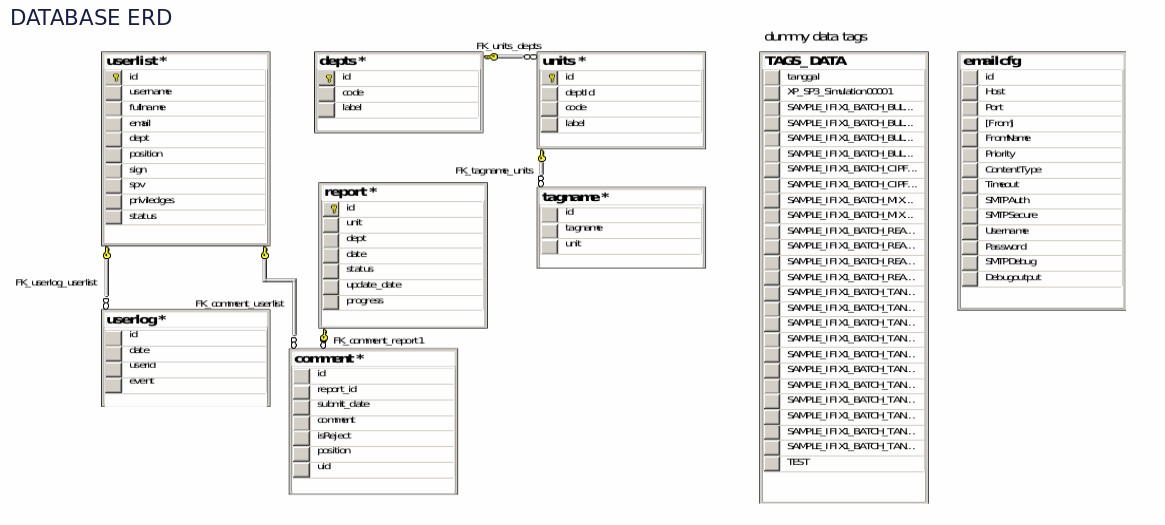 DATABASE ERD
userlist *
id
username
fullname
email
dept
position
sign
spv
priviledges
status
FK_userlog_userlist
userlog *
id
date
userid
event
FK_comment_userlist
depts *
id
code
label
FK_units_depts
units *
id
deptId
code
label
FK_tagname_units
tagname *
id
tagname
unit
report *
id
unit
dept
date
status
update_date
progress
FK_comment_report1
comment *
id
report_id
submit_date
comment
isReject
position
uid
dummy data tags
TAGS_DATA
tanggal
XP_SP3_Simulation00001
SAMPLE_IFIX1_BATCH_BUL...
SAMPLE_IFIX1_BATCH_BUL...
SAMPLE_IFIX1_BATCH_BUL...
SAMPLE_IFIX1_BATCH_BUL...
SAMPLE_IFIX1_BATCH_CIPF...
SAMPLE_IFIX1_BATCH_CIPF...
SAMPLE_IFIX1_BATCH_MIX...
SAMPLE_IFIX1_BATCH_MIX...
SAMPLE_IFIX1_BATCH_REA...
SAMPLE_IFIX1_BATCH_REA...
SAMPLE_IFIX1_BATCH_REA...
SAMPLE_IFIX1_BATCH_REA...
SAMPLE_IFIX1_BATCH_TAN...
SAMPLE_IFIX1_BATCH_TAN...
SAMPLE_IFIX1_BATCH_TAN...
SAMPLE_IFIX1_BATCH_TAN...
SAMPLE_IFIX1_BATCH_TAN...
SAMPLE_IFIX1_BATCH_TAN...
SAMPLE_IFIX1_BATCH_TAN...
SAMPLE_IFIX1_BATCH_TAN...
SAMPLE_IFIX1_BATCH_TAN...
SAMPLE_IFIX1_BATCH_TAN...
SAMPLE_IFIX1_BATCH_TAN...
TEST
emailcfg
id
Host
Port
[From]
FromName
Priority
ContentType
Timeout
SMTPAuth
SMTPSecure
Username
Password
SMTPDebug
Debugoutput